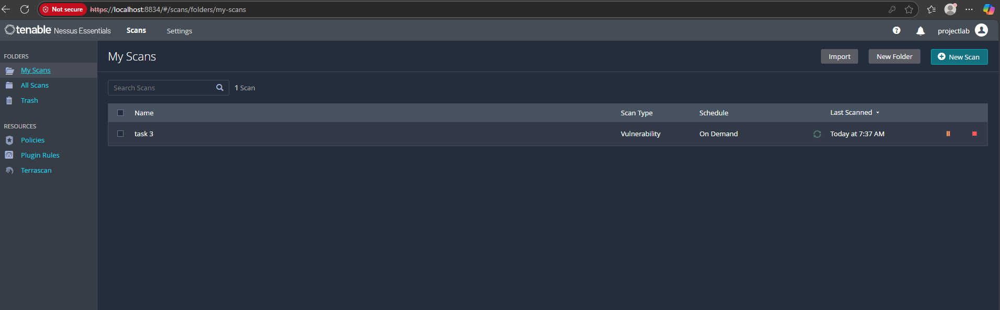 Not secure https://localhost:8834/#/scans/folders/my-scans
tenable Nessus Essentials Scans Settings projectlab
FOLDERS
My Scans
All Scans
Trash
RESOURCES
Policies
Plugin Rules
Terrascan
My Scans
Import New Folder New Scan
Search Scans 1 Scan
Name Scan Type Schedule Last Scanned
task 3 Vulnerability On Demand Today at 7:37 AM